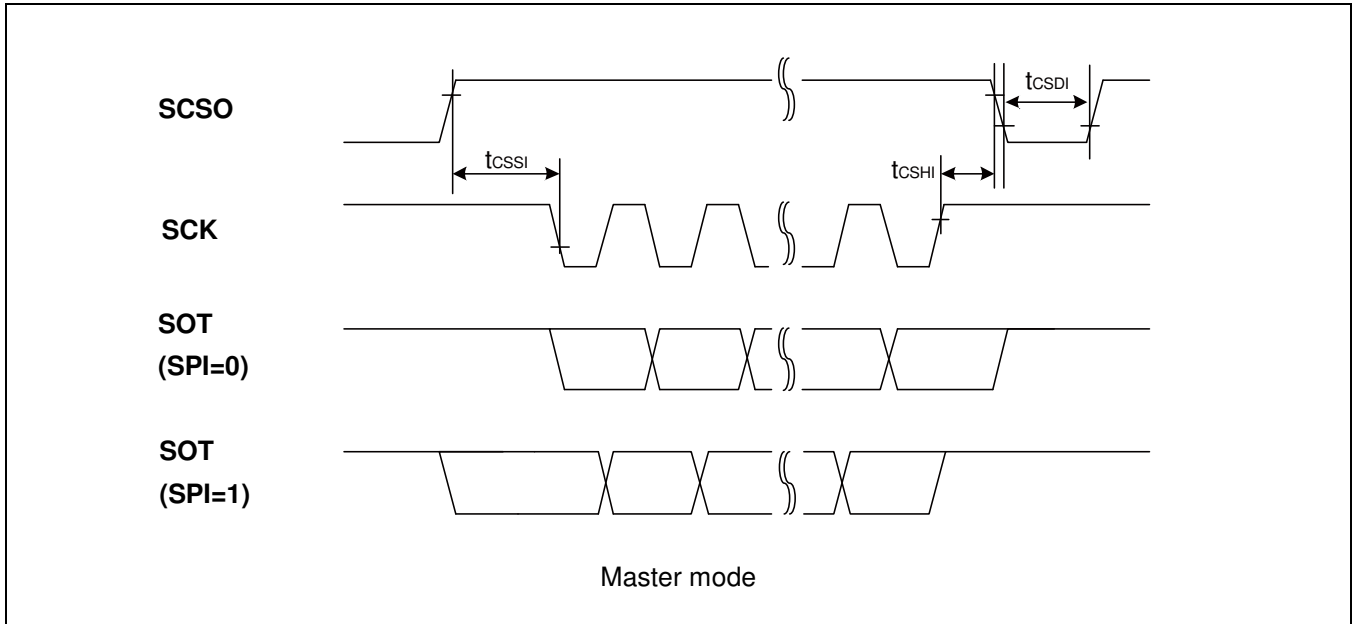 SCSO
tCSDI
tCSSI
tCSHI
SCK
SOT
(SPI=0)
SOT
(SPI=1)
Master mode